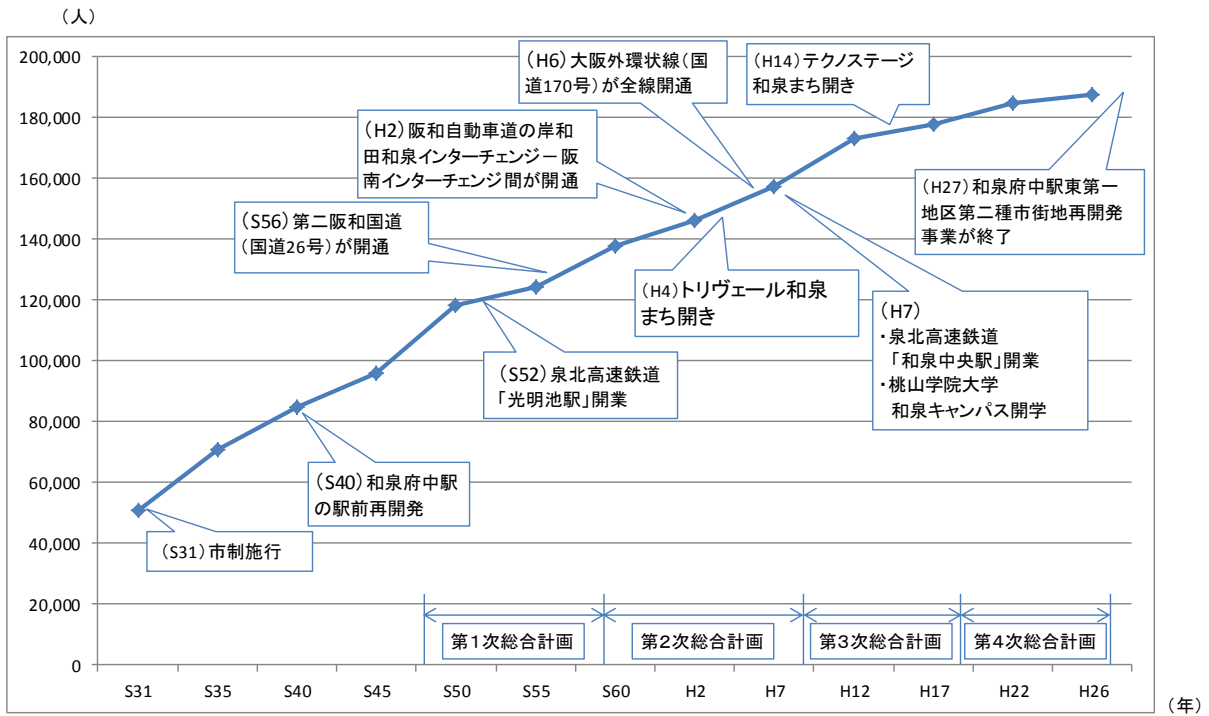 （人）
200,000
180,000
160,000
140,000
120,000
100,000
80,000
60,000
40,000
20,000
0
（H6）大阪外環状線（国
道170号）が全線開通
（H14）テクノステージ
和泉まち開き
（H2）阪和自動車道の岸和
田和泉インターチェンジ－阪
南インターチェンジ間が開通
（H27）和泉府中駅東第一
地区第二種市街地再開発
事業が終了
（S56）第二阪和国道
（国道26号）が開通
（H4）トリヴェール和泉
まち開き
（H7）
・泉北高速鉄道
「和泉中央駅」開業
・桃山学院大学
和泉キャンパス開学
（S52）泉北高速鉄道
「光明池駅」開業
（S40）和泉府中駅
の駅前再開発
（S31）市制施行
第１次総合計画
第２次総合計画
第３次総合計画
第４次総合計画
S31 S35 S40 S45 S50 S55 S60 H2 H7 H12 H17 H22 H26
（年）